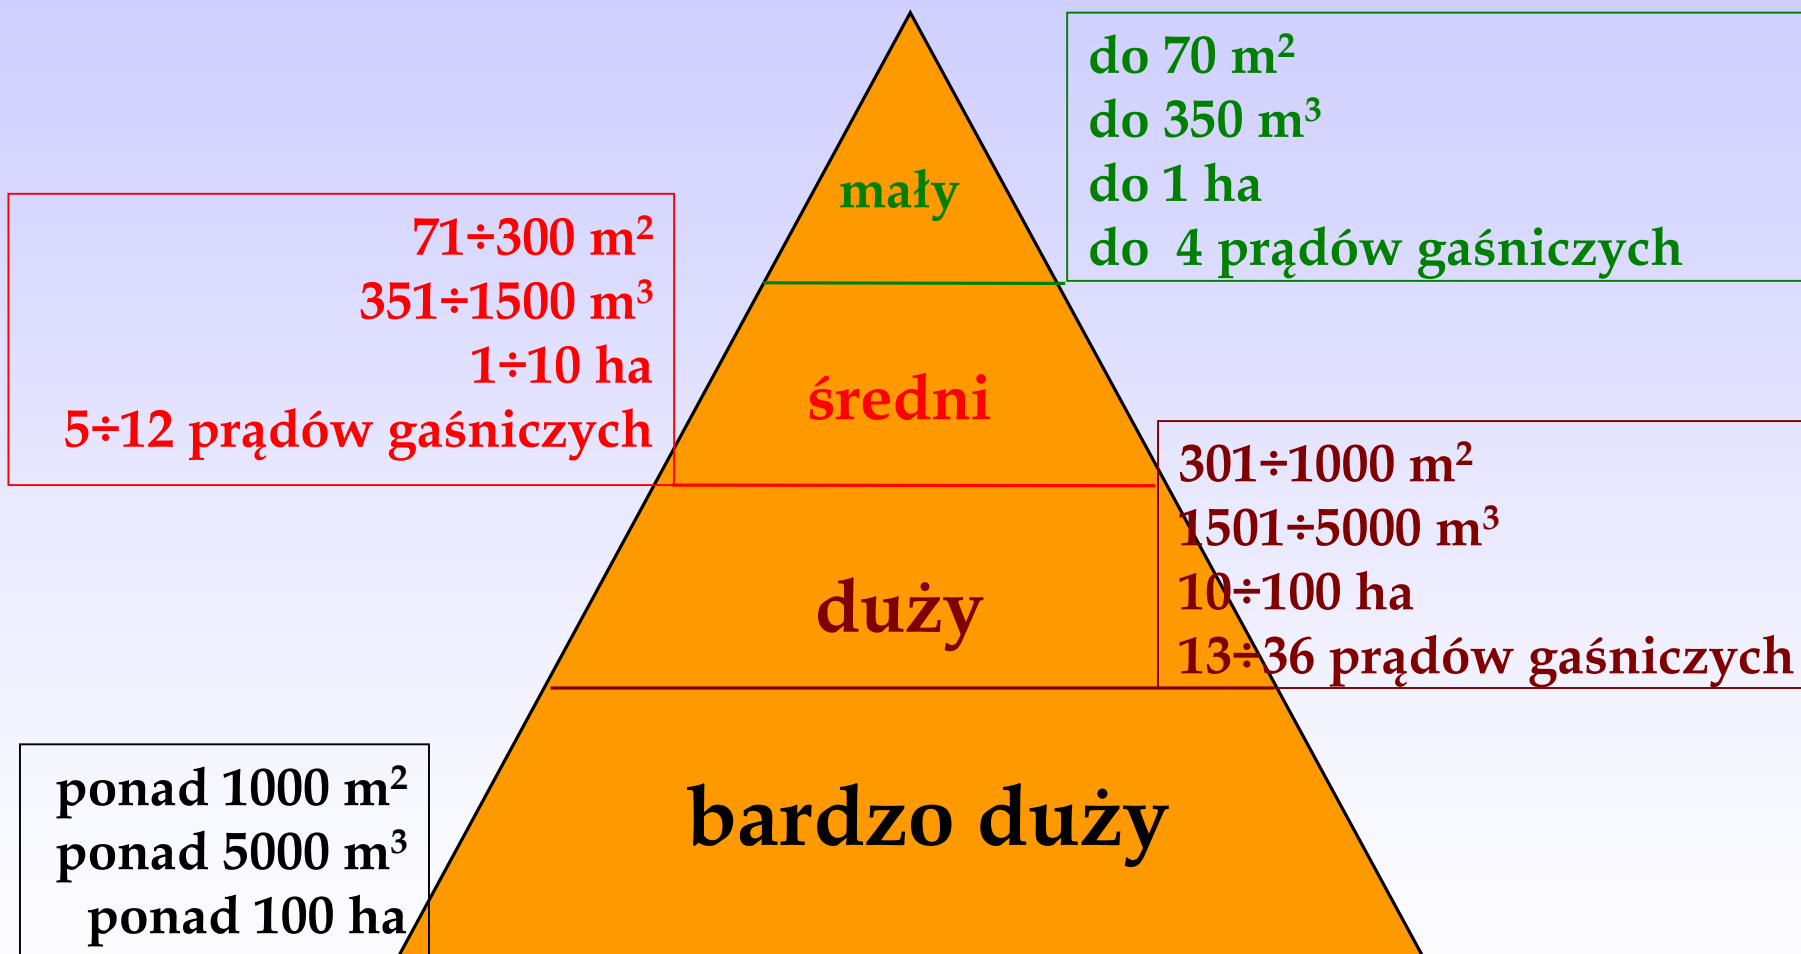 do 70 m²
do 350 m³
do 1 ha
do  4 prądów gaśniczych
mały
71÷300 m²
351÷1500 m³
1÷10 ha
5÷12 prądów gaśniczych
średni
301÷1000 m²
1501÷5000 m³
10÷100 ha
13÷36 prądów gaśniczych
duży
ponad 1000 m²
ponad 5000 m³
ponad 100 ha
bardzo duży